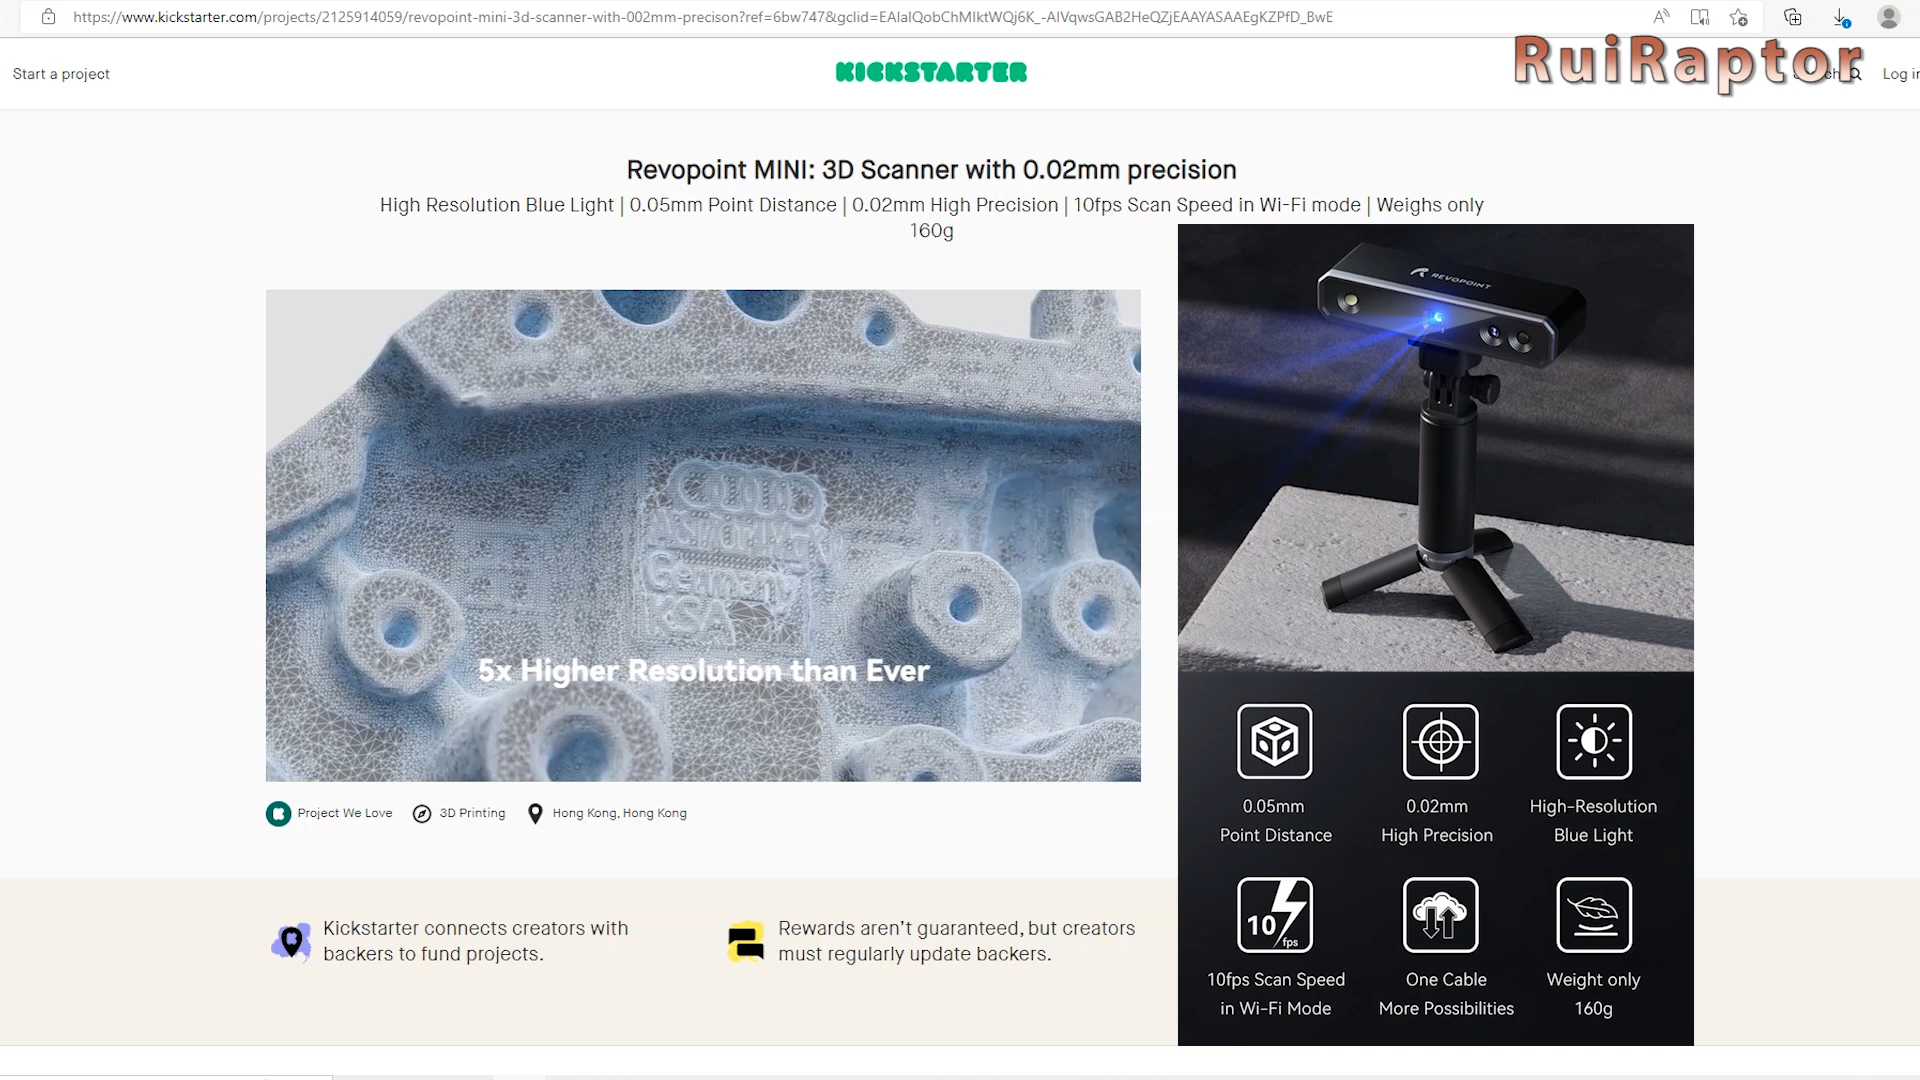 https://www.kickstarter.com/projects/2125914059/revopoint-mini-3d-scanner-with-002mm-precison?ref=6bw747&gclid=EAIaIQobChMIktWQj6K_-AIVqwsGAB2HeQZjEAAYASAAEgKZPfD_BwE
RuiRaptor
Start a project
KICKSTARTER
Log in
Revopoint MINI: 3D Scanner with 0.02mm precision
High Resolution Blue Light | 0.05mm Point Distance | 0.02mm High Precision | 10fps Scan Speed in Wi-Fi mode | Weighs only
160g
REVOPOINT
Germany
KSA
5x Higher Resolution than Ever
0.05mm
Point Distance
0.02mm
High Precision
High-Resolution
Blue Light
10 fps
10fps Scan Speed
in Wi-Fi Mode
One Cable
More Possibilities
Weight only
160g
Project We Love
3D Printing
Hong Kong, Hong Kong
Kickstarter connects creators with
backers to fund projects.
Rewards aren’t guaranteed, but creators
must regularly update backers.